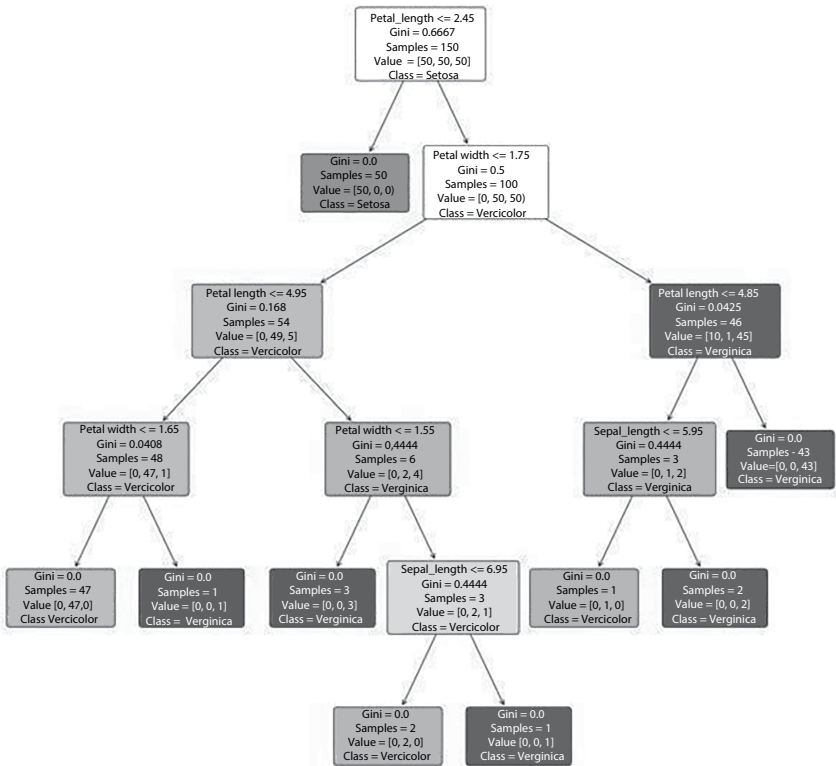 Petal_length <= 2.45
Gini = 0.6667
Samples = 150
Value = [50, 50, 50]
Class = Setosa
Gini = 0.0
Samples = 50
Value = [50, 0, 0)
Class = Setosa
Petal width <= 1.75
Gini = 0.5
Samples = 100
Value = [0, 50, 50)
Class = Vercicolor
Petal length <= 4.95
Gini = 0.168
Samples = 54
Value = [0, 49, 5]
Class = Vercicolor
Petal length <= 4.85
Gini = 0.0425
Samples = 46
Value = [10, 1, 45]
Class = Verginica
Petal width <= 1.65
Gini = 0.0408
Samples = 48
Value = [0, 47, 1]
Class = Vercicolor
Petal width <= 1.55
Gini = 0,4444
Samples = 6
Value = [0, 2, 4]
Class = Verginica
Sepal_length <= 5.95
Gini = 0.4444
Samples = 3
Value = [0, 1, 2]
Class = Verginica
Gini = 0.0
Samples - 43
Value=[0, 0, 43]
Class = Verginica
Gini = 0.0
Samples = 47
Value [0, 47,0]
Class Vercicolor
Gini = 0.0
Samples = 1
Value = [0, 0, 1]
Class = Verginica
Gini = 0.0
Samples = 3
Value = [0, 0, 3]
Class = Verginica
Sepal_length <= 6.95
Gini = 0.4444
Samples = 3
Value = [0, 2, 1]
Class = Vercicolor
Gini = 0.0
Samples = 1
Value = [0, 1, 0]
Class = Vercicolor
Gini = 0.0
Samples = 2
Value = [0, 0, 2]
Class = Verginica
Gini = 0.0
Samples = 2
Value = [0, 2, 0]
Class = Vercicolor
Gini = 0.0
Samples = 1
Value [0, 0, 1]
Class = Verginica